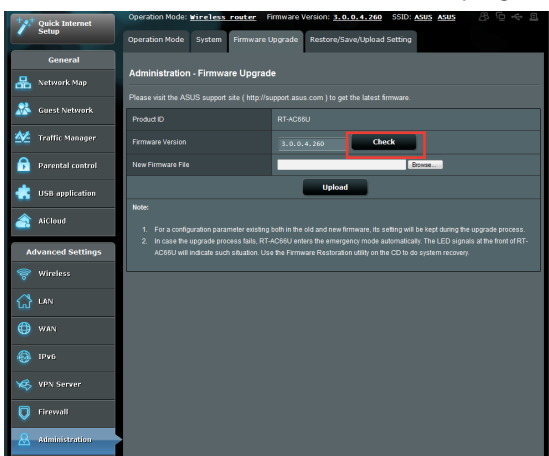 Quick Internet
Setup
Operation Mode: Wireless router Firmware Version: 3.0.0.4.260 SSID: ASUS ASUS
Operation Mode System Firmware Upgrade Restore/Save/Upload Setting
General
Network Map
Guest Network
Traffic Manager
Parental control
USB application
AiCloud
Advanced Settings
Wireless
LAN
WAN
IPv6
VPN Server
Firewall
Administration
Administration - Firmware Upgrade
Please visit the ASUS support site ( http://support.asus.com ) to get the latest firmware
Product ID RT-AC66U
Firmware Version 3.0.0.4.260 Check
New Firmware File Browse...
Upload
Note:
1. For a configuration parameter existing both in the old and new firmware, its setting will be kept during the upgrade process.
2. In case the upgrade process fails, RT-AC66U enters the emergency mode automatically. The LED signals at the front of RT-
AC66U will indicate such situation. Use the Firmware Restoration utility on the CD to do system recovery.